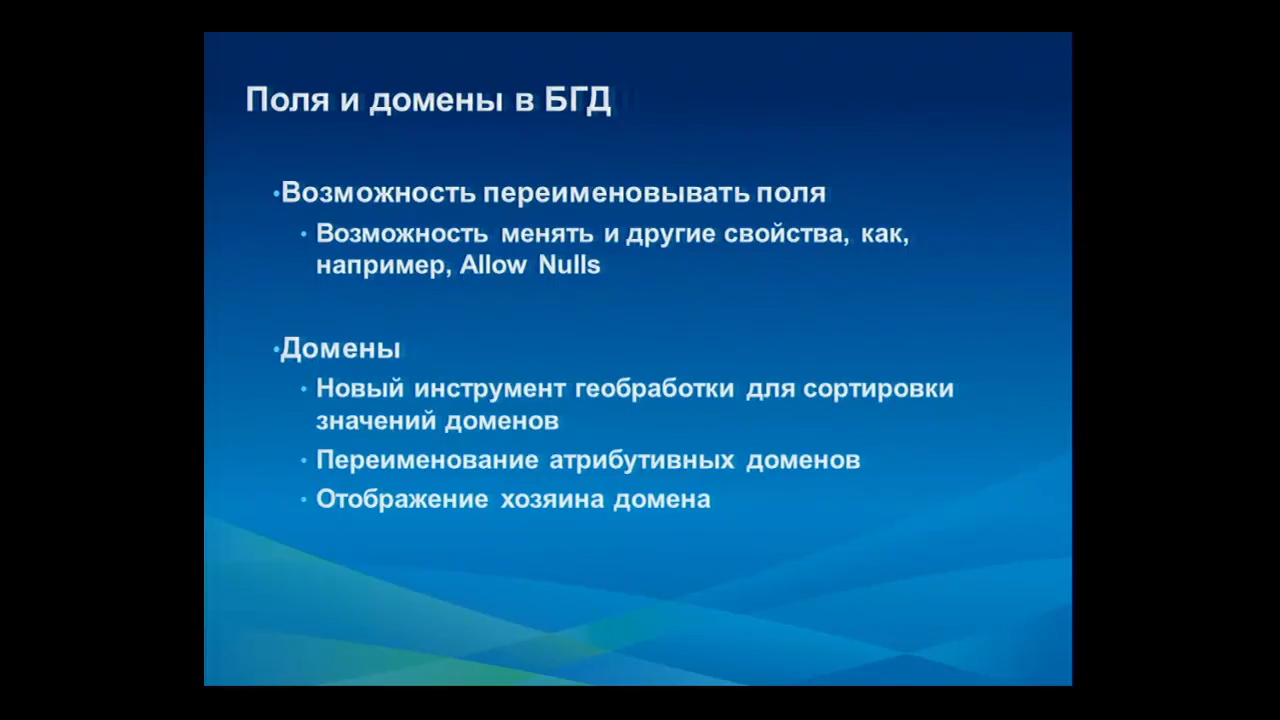 Поля и домены в БГД
•Возможность переименовывать поля
• Возможность менять и другие свойства, как,
например, Allow Nulls
•Домены
• Новый инструмент геобработки для сортировки
значений доменов
• Переименование атрибутивных доменов
• Отображение хозяина домена